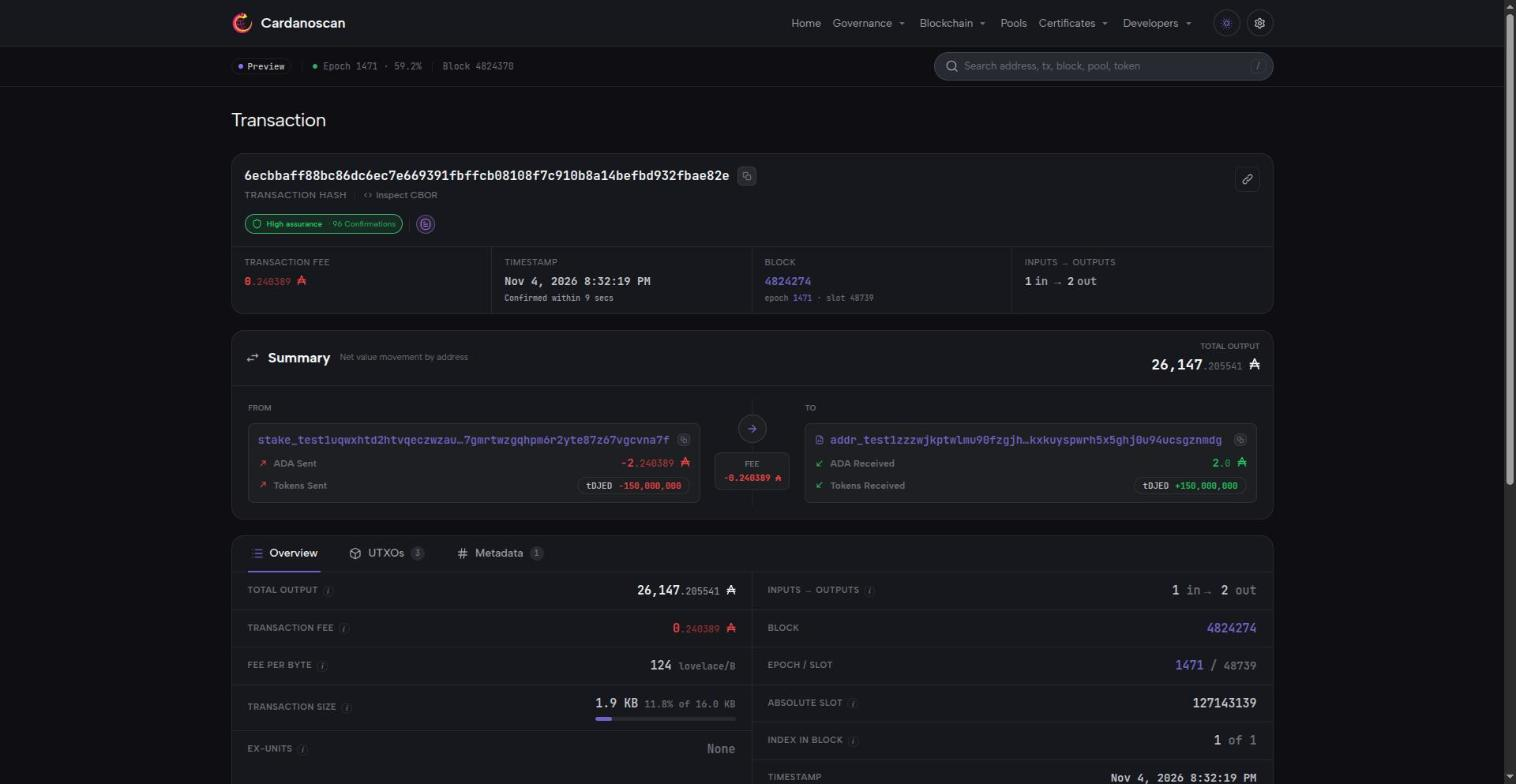 Cardanoscan
Home Governance Blockchain Pools Certificates Developers
Preview Epoch 1471 · 59.2% Block 4824370
Search address, tx, block, pool, token /
Transaction
6ecbbaff88bc86dc6ec7e669391fbffcb08108f7c910b8a14befbd932fbae82e
TRANSACTION HASH <> Inspect CBOR
High assurance · 96 Confirmations
TRANSACTION FEE TIMESTAMP BLOCK INPUTS → OUTPUTS
0.240389 ₳ Nov 4, 2026 8:32:19 PM 4824274 1 in → 2 out
Confirmed within 9 secs epoch 1471 · slot 48739
Summary Net value movement by address
TOTAL OUTPUT
26,147.205541 ₳
FROM TO
stake_test1uqwxhtd2htvqeczwzau…7gmrtwzgqhpm6r2yte87z67vgcvna7f addr_test1zzzwjkptwlmu90fzgjh…kxkuyspwrh5x5ghj0u94ucsgznmdg
ADA Sent -2.240389 ₳ FEE ADA Received 2.0 ₳
-0.240389 ₳
Tokens Sent tDJED -150,000,000 Tokens Received tDJED +150,000,000
Overview UTXOs 3 Metadata 1
TOTAL OUTPUT i 26,147.205541 ₳ INPUTS → OUTPUTS i 1 in → 2 out
TRANSACTION FEE i 0.240389 ₳ BLOCK 4824274
FEE PER BYTE i 124 lovelace/B EPOCH / SLOT 1471 / 48739
TRANSACTION SIZE i 1.9 KB 11.8% of 16.0 KB ABSOLUTE SLOT i 127143139
EX-UNITS i None INDEX IN BLOCK i 1 of 1
TIMESTAMP Nov 4, 2026 8:32:19 PM